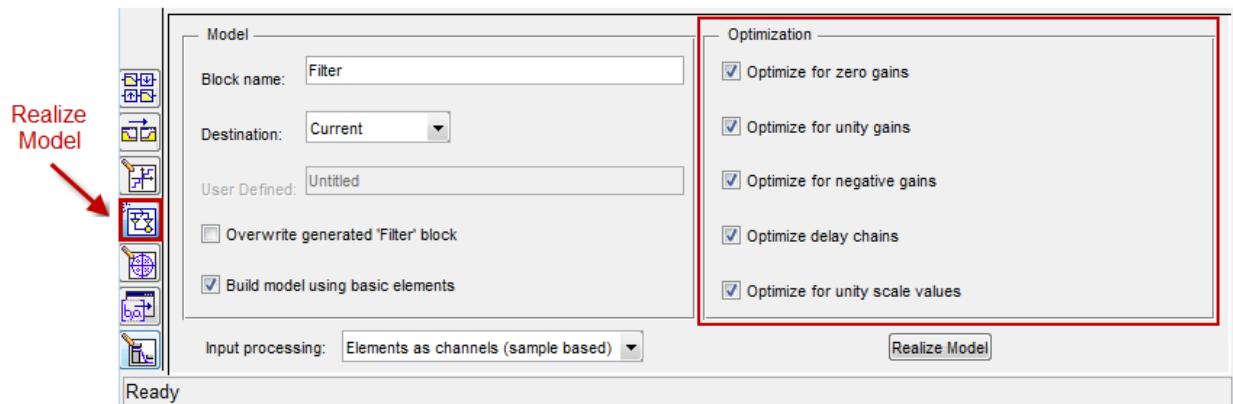 Realize
Model
Model
Block name:
Filter
Destination:
Current
User Defined:
Untitled
Overwrite generated 'Filter' block
Build model using basic elements
Optimization
Optimize for zero gains
Optimize for unity gains
Optimize for negative gains
Optimize delay chains
Optimize for unity scale values
Input processing:
Elements as channels (sample based)
Realize Model
[b,a]
Ready